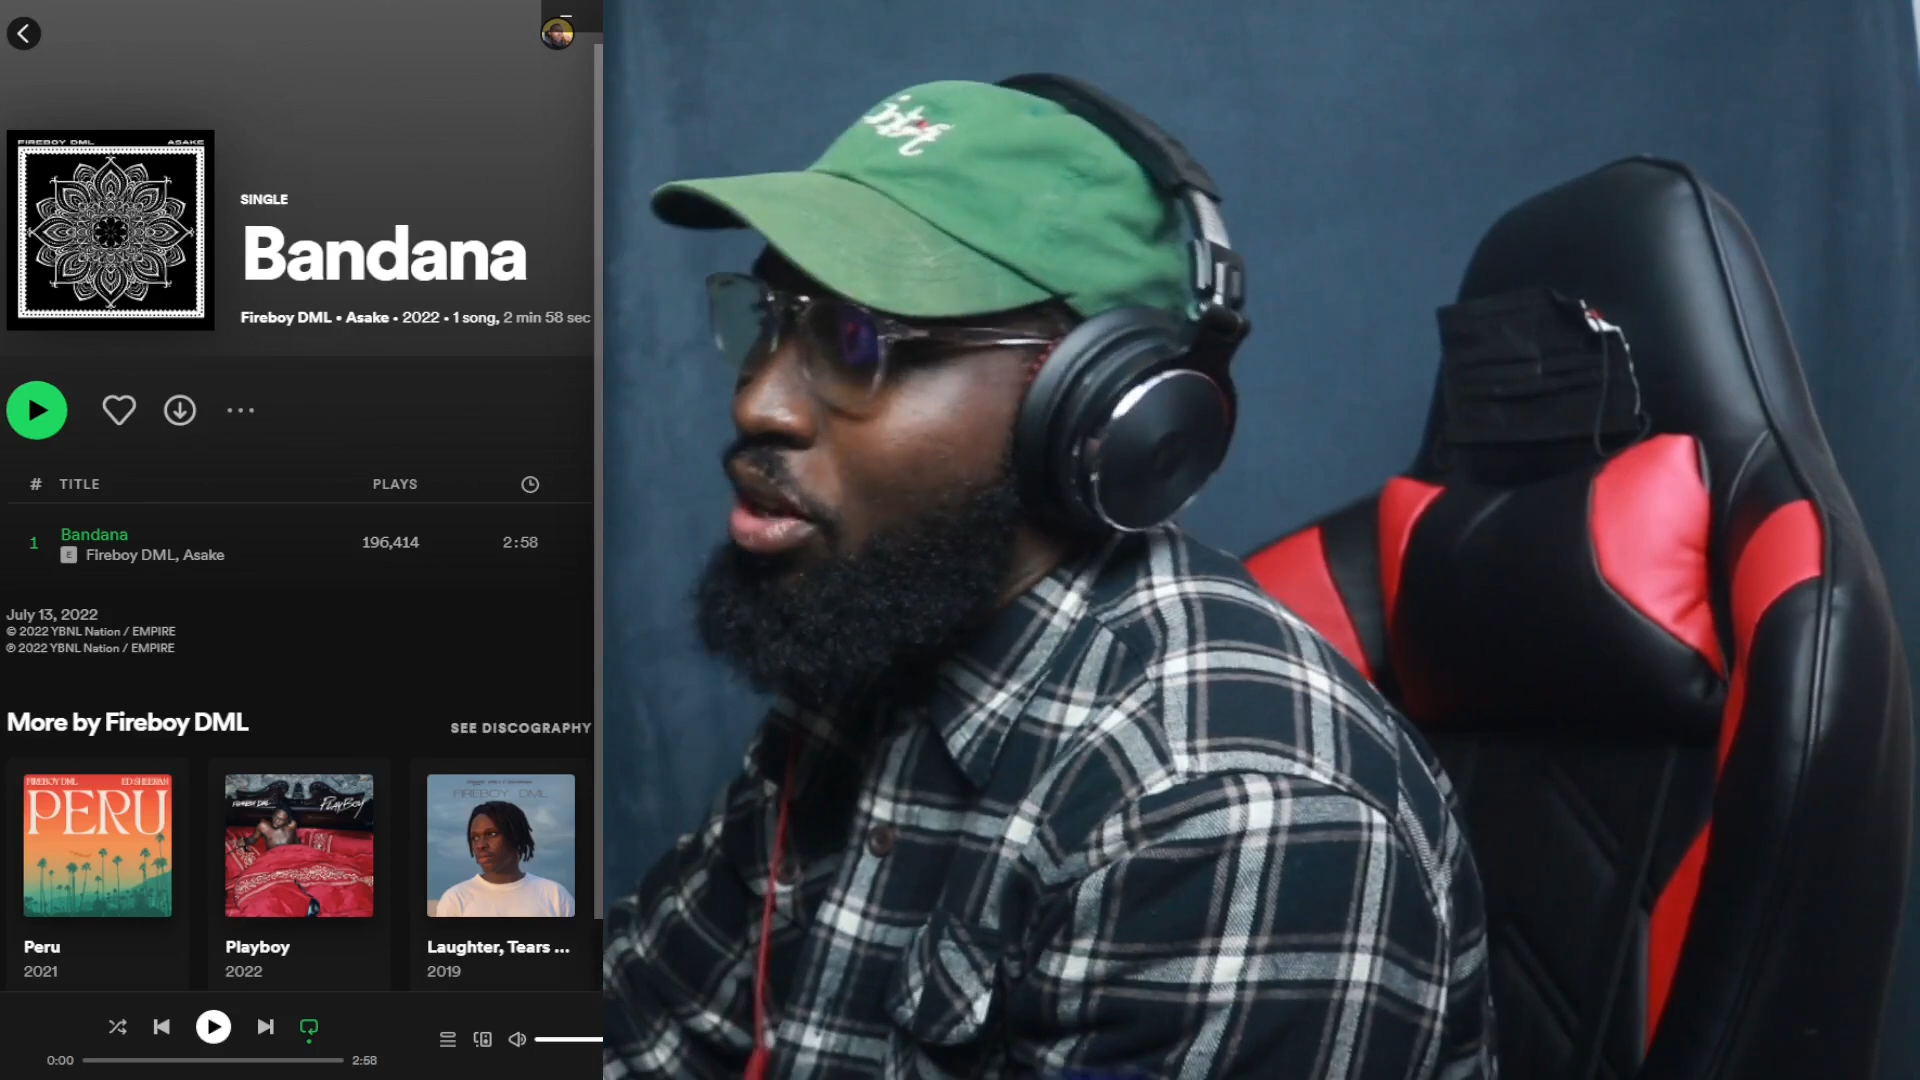 FIREBOY DML ASAKE
SINGLE
Bandana
Fireboy DML • Asake • 2022 • 1 song, 2 min 58 sec
# TITLE PLAYS
1 Bandana 196,414 2:58
E Fireboy DML, Asake
July 13, 2022
© 2022 YBNL Nation / EMPIRE
℗ 2022 YBNL Nation / EMPIRE
More by Fireboy DML SEE DISCOGRAPHY
FIREBOY DML ED SHEERAN
PERU
FIREBOY DML PLAYBOY
FIREBOY DML
Peru Playboy Laughter, Tears ...
2021 2022 2019
0:00 2:58